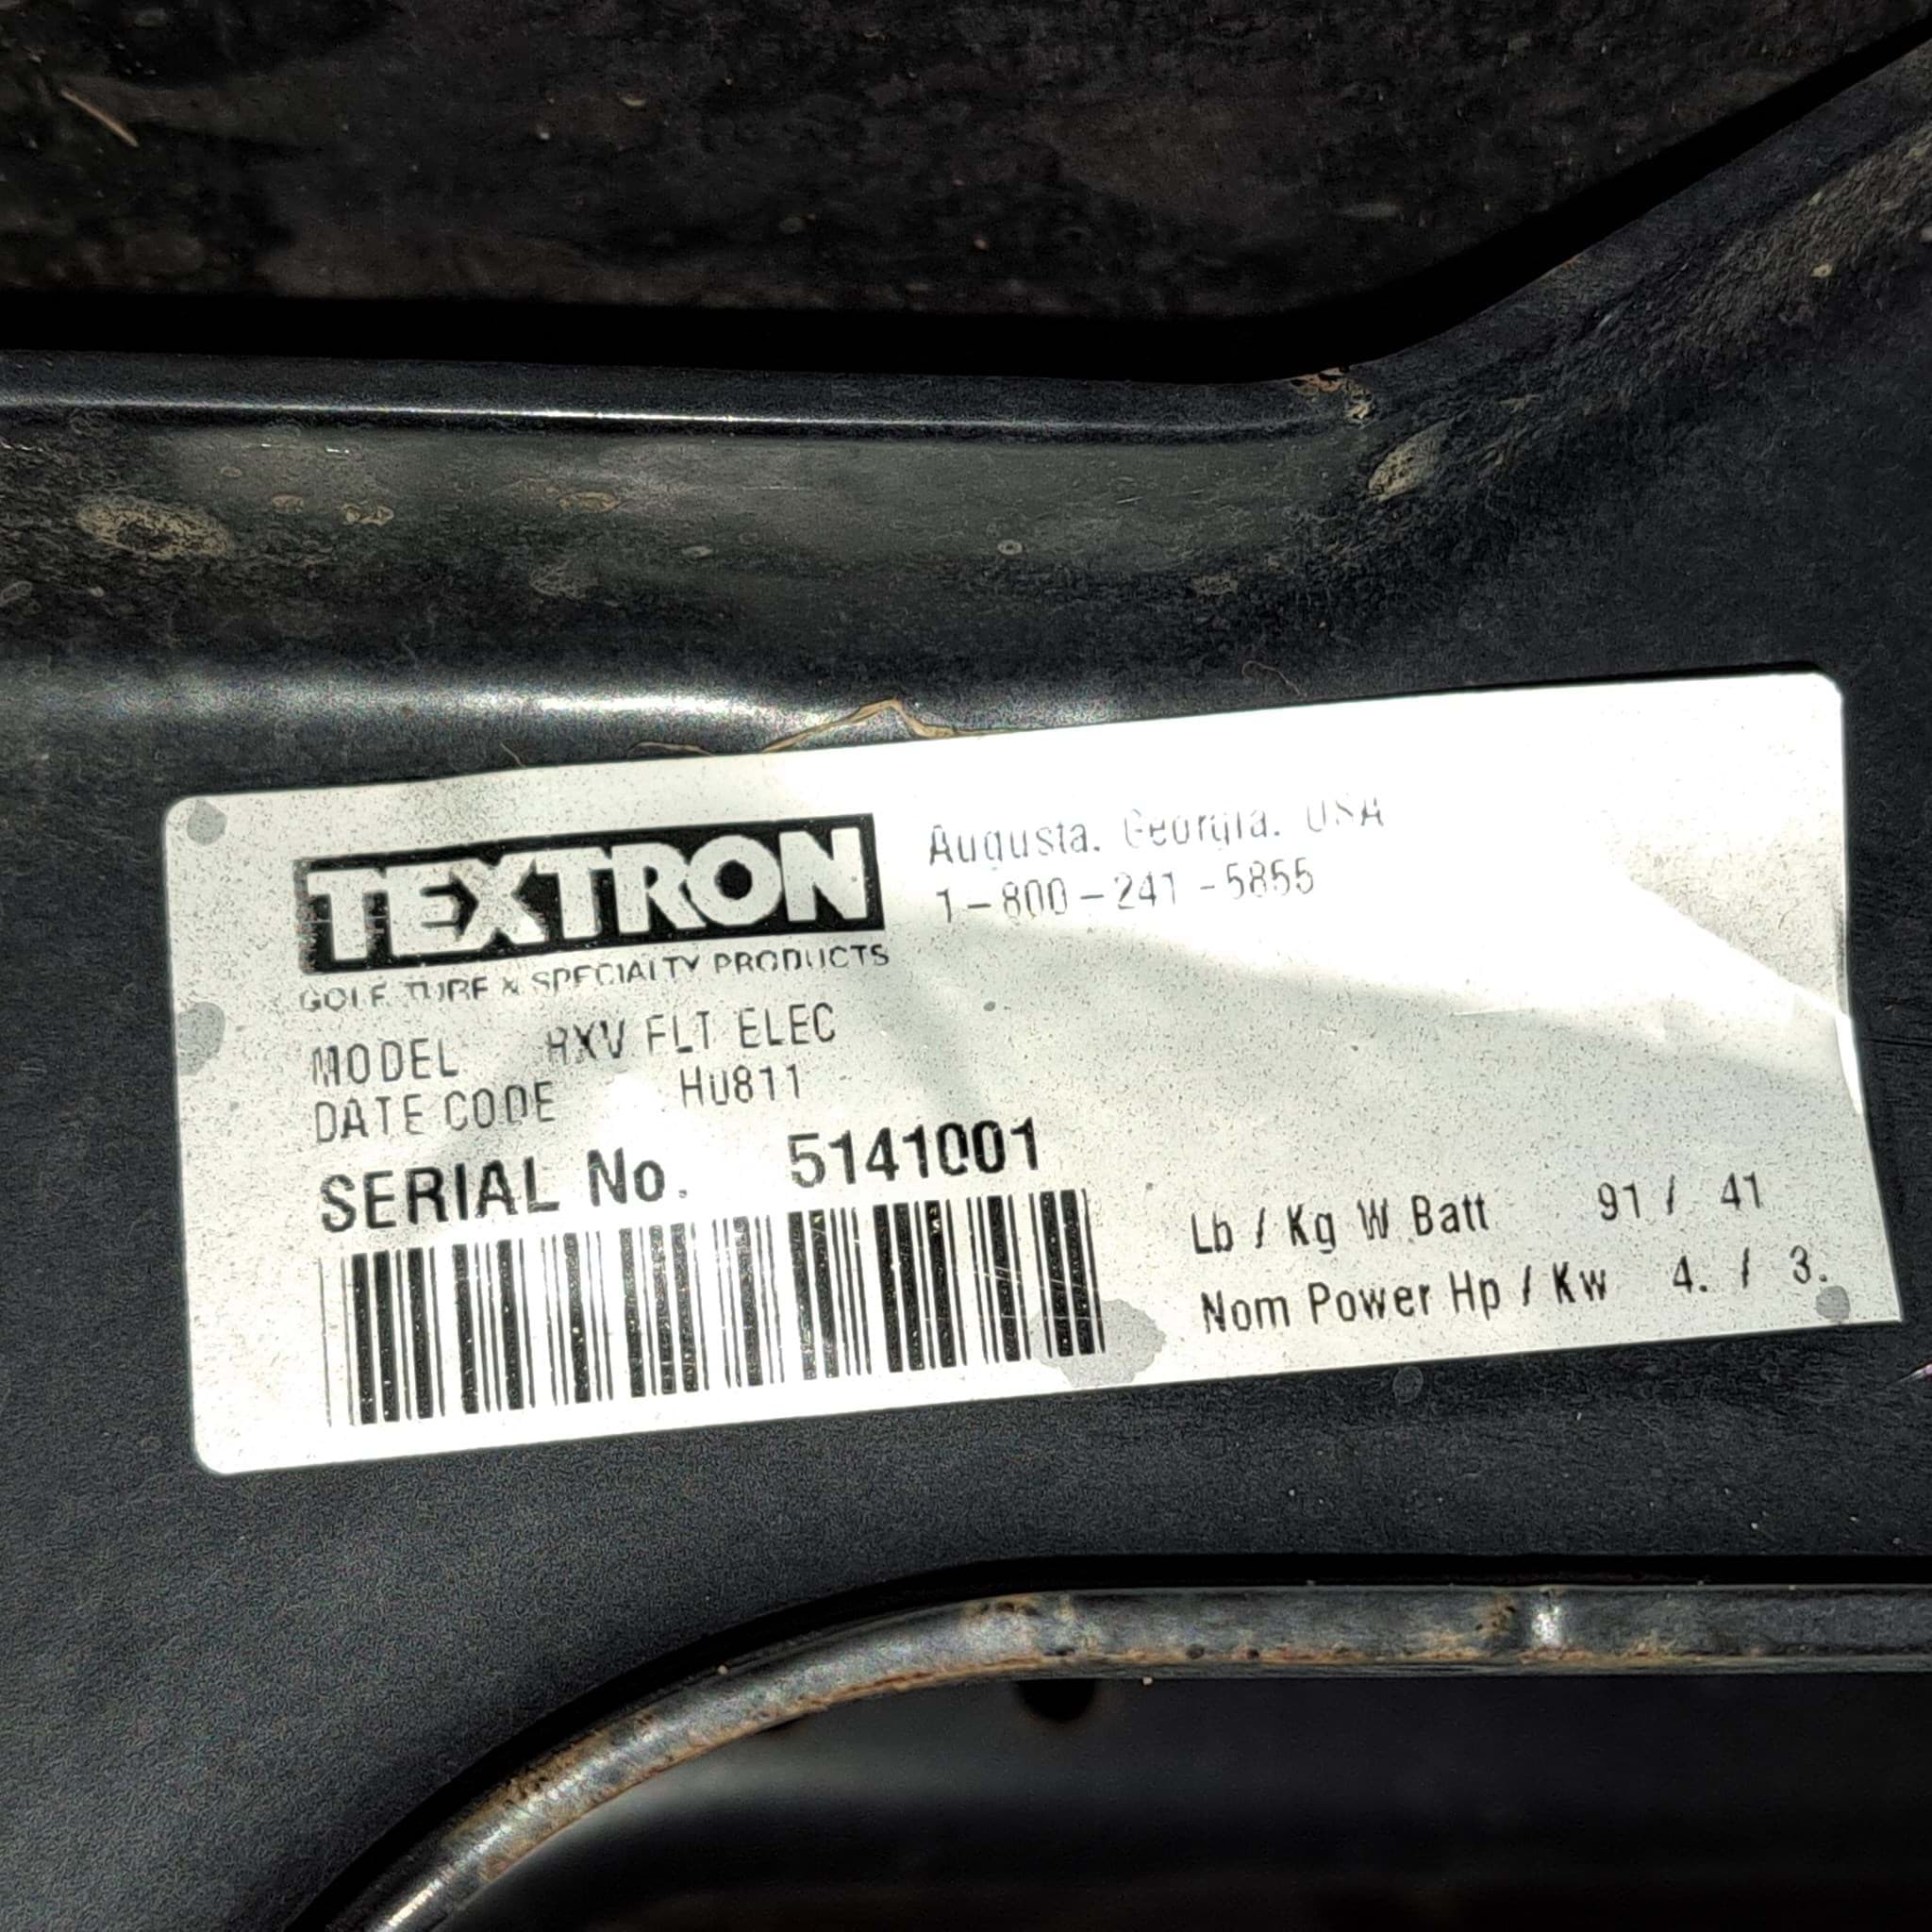 TEXTRON
GOLF, TURF & SPECIALTY PRODUCTS
Augusta, Georgia, USA
1-800-241-5855
MODEL RXV FLT ELEC
DATE CODE HU811
SERIAL No. 5141001
Lb / Kg W Batt 91 / 41
Nom Power Hp / Kw 4. / 3.